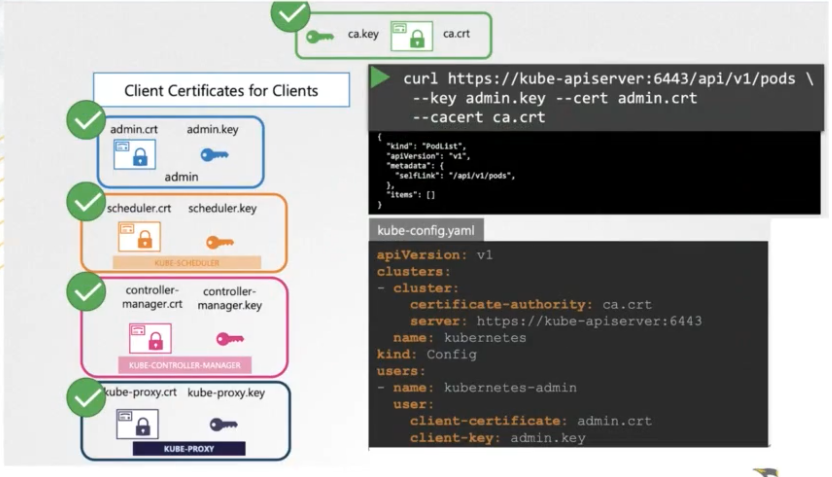 ca.key ca.crt
Client Certificates for Clients
admin.crt admin.key
admin
scheduler.crt scheduler.key
KUBE-SCHEDULER
controller-
manager.crt
controller-
manager.key
KUBE-CONTROLLER-MANAGER
kube-proxy.crt kube-proxy.key
KUBE-PROXY
curl https://kube-apiserver:6443/api/v1/pods \
--key admin.key --cert admin.crt
--cacert ca.crt
{
"kind": "PodList",
"apiVersion": "v1",
"metadata": {
"selfLink": "/api/v1/pods",
},
"items": []
}
kube-config.yaml
apiVersion: v1
clusters:
- cluster:
certificate-authority: ca.crt
server: https://kube-apiserver:6443
name: kubernetes
kind: Config
users:
- name: kubernetes-admin
user:
client-certificate: admin.crt
client-key: admin.key